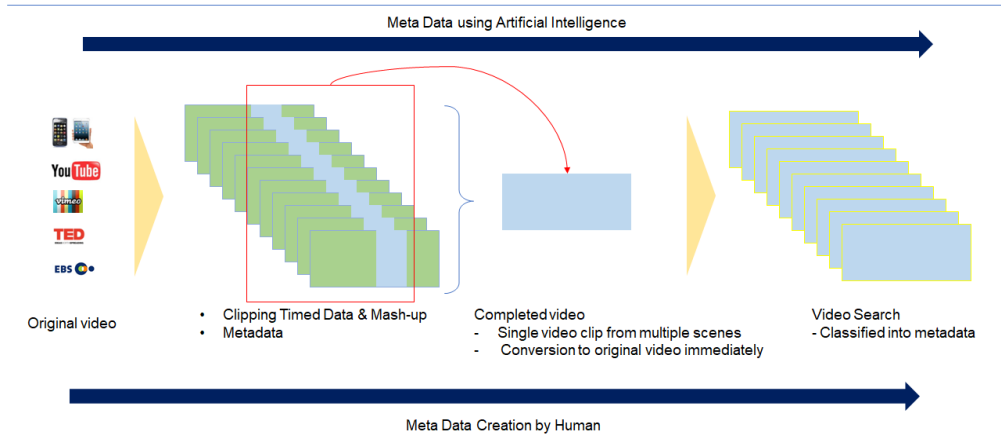 Meta Data using Artificial Intelligence
YouTube
vimeo
TED
EBS
Original video
• Clipping Timed Data & Mash-up
• Metadata
Completed video
- Single video clip from multiple scenes
- Conversion to original video immediately
Video Search
- Classified into metadata
Meta Data Creation by Human